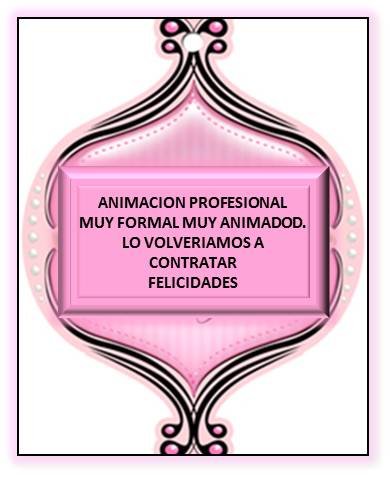 ANIMACION PROFESIONAL
MUY FORMAL MUY ANIMADOD.
LO VOLVERIAMOS A
CONTRATAR
FELICIDADES